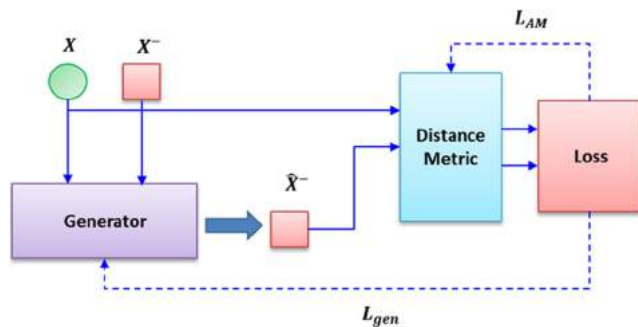 L_AM
X X⁻
Distance Metric
Loss
X̂⁻
Generator
L_gen